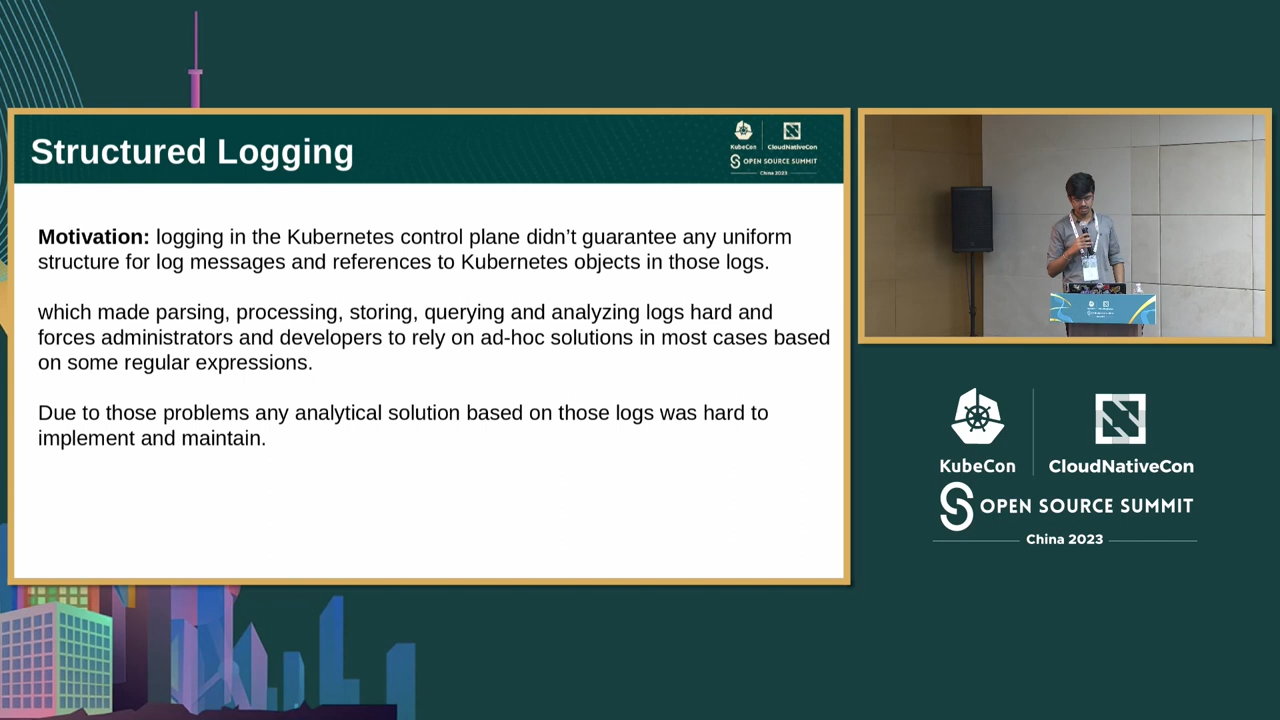 Structured Logging
KubeCon
CloudNativeCon
OPEN SOURCE SUMMIT
China 2023
Motivation: logging in the Kubernetes control plane didn’t guarantee any uniform
structure for log messages and references to Kubernetes objects in those logs.
which made parsing, processing, storing, querying and analyzing logs hard and
forces administrators and developers to rely on ad-hoc solutions in most cases based
on some regular expressions.
Due to those problems any analytical solution based on those logs was hard to
implement and maintain.
KubeCon
CloudNativeCon
OPEN SOURCE SUMMIT
China 2023